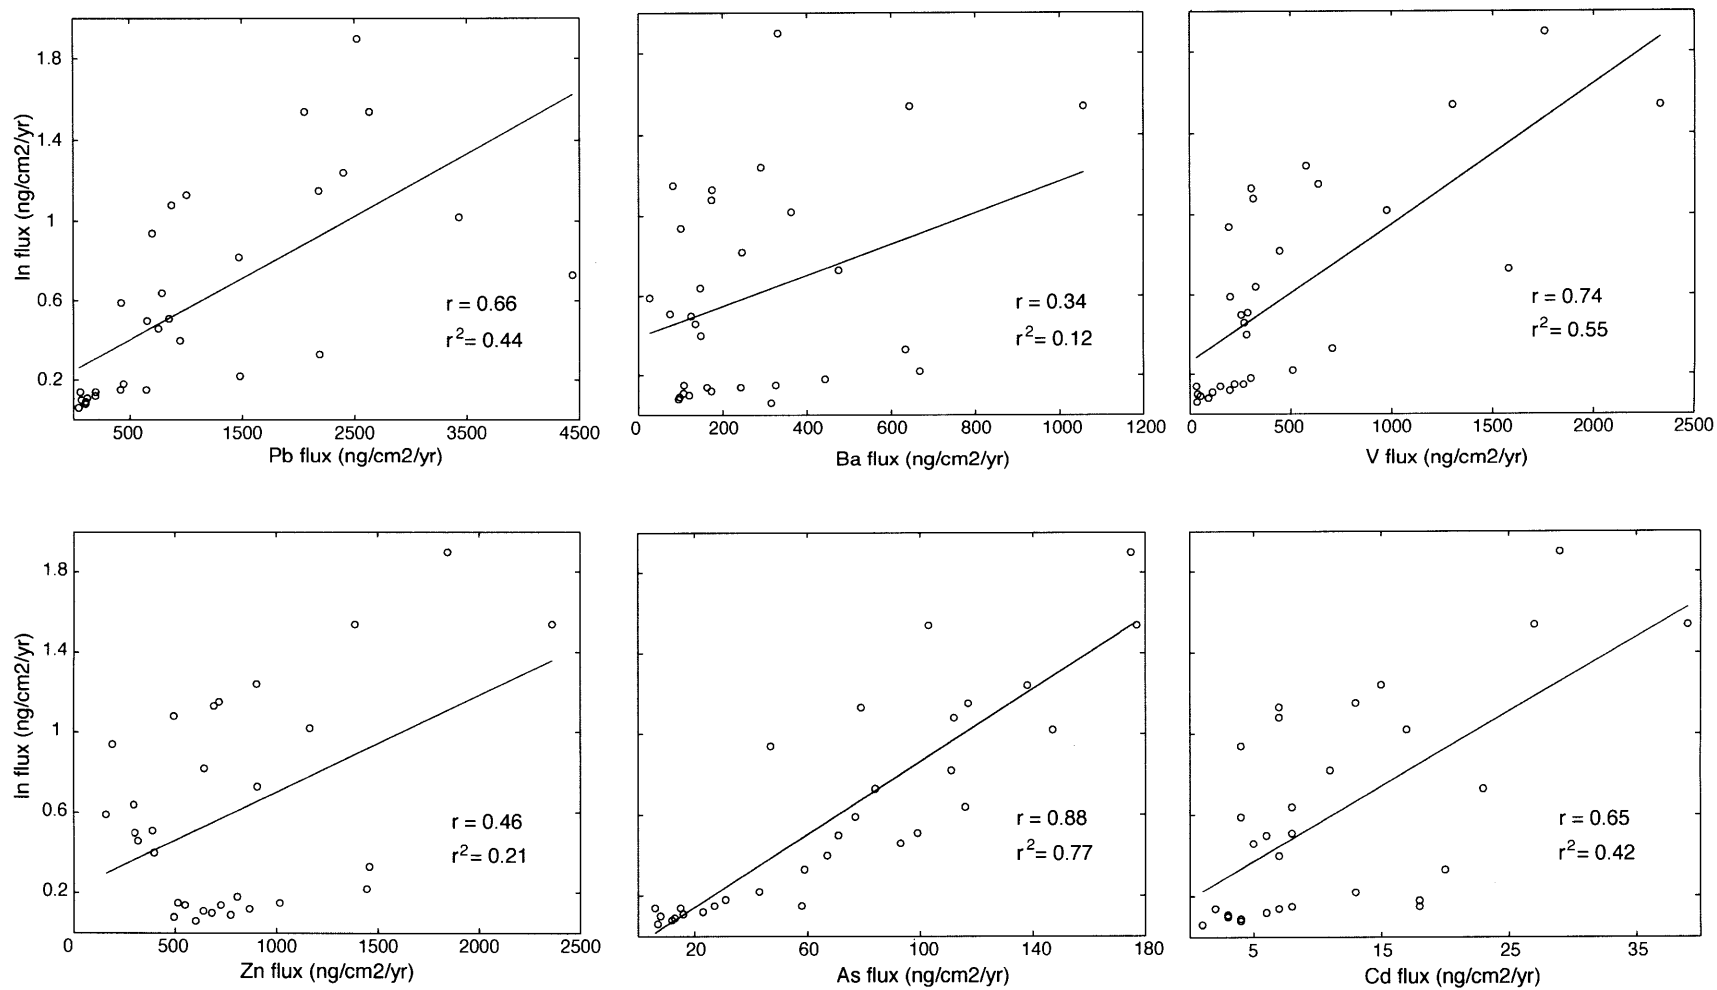 In flux (ng/cm2/yr)
1.8
1.4
1
0.6
0.2
r = 0.66
r2= 0.44
500 1500 2500 3500 4500
Pb flux (ng/cm2/yr)
r = 0.34
r2= 0.12
0 200 400 600 800 1000 1200
Ba flux (ng/cm2/yr)
r = 0.74
r2= 0.55
0 500 1000 1500 2000 2500
V flux (ng/cm2/yr)
In flux (ng/cm2/yr)
1.8
1.4
1
0.6
0.2
r = 0.46
r2= 0.21
0 500 1000 1500 2000 2500
Zn flux (ng/cm2/yr)
r = 0.88
r2= 0.77
20 60 100 140 180
As flux (ng/cm2/yr)
r = 0.65
r2= 0.42
5 15 25 35
Cd flux (ng/cm2/yr)